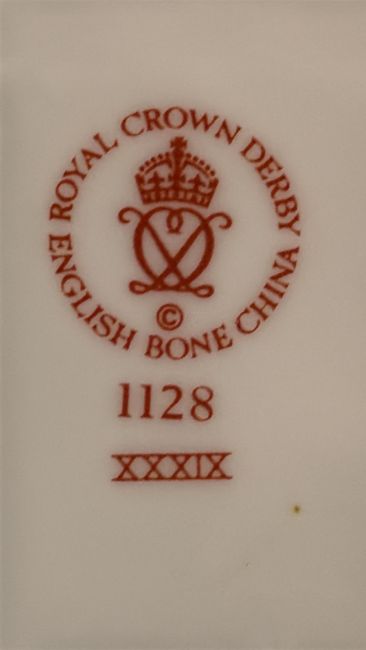 ROYAL CROWN DERBY
ENGLISH BONE CHINA
©
1128
XXXIX